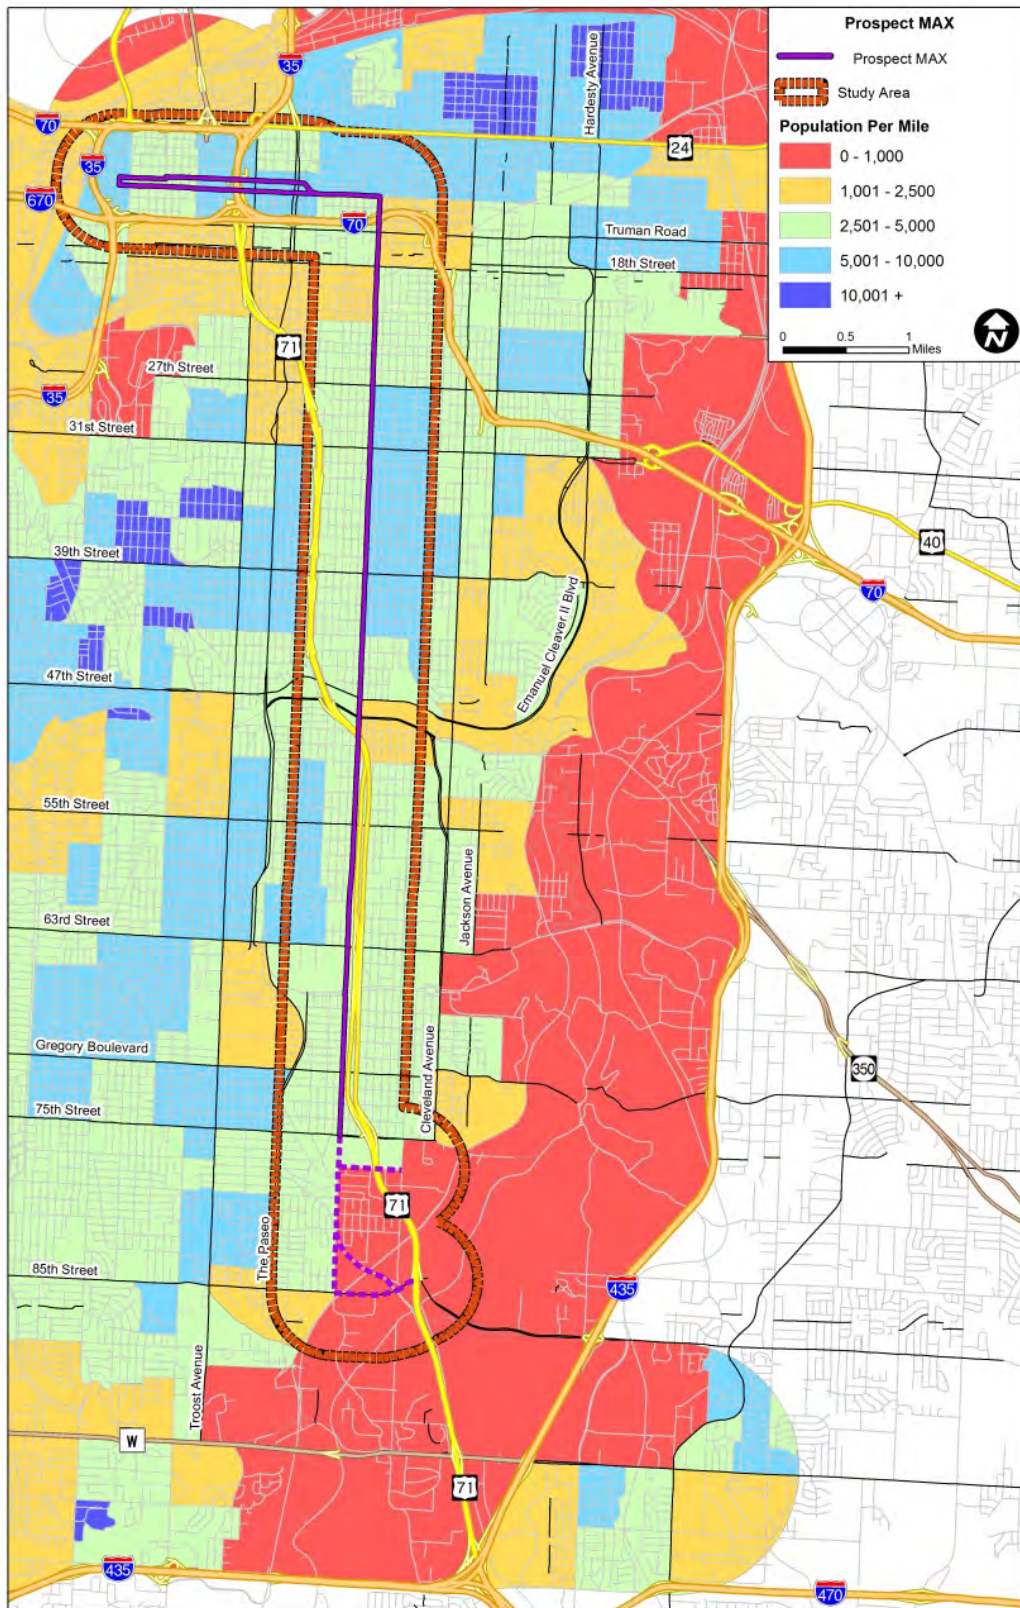 Prospect MAX
Prospect MAX
Study Area
Population Per Mile
0 - 1,000
1,001 - 2,500
2,501 - 5,000
5,001 - 10,000
10,001 +
0 0.5 1
Miles
N
35
Hardesty Avenue
70
24
35
670
70
Truman Road
18th Street
71
27th Street
35
31st Street
40
39th Street
70
Emanuel Cleaver II Blvd
47th Street
55th Street
Jackson Avenue
63rd Street
Gregory Boulevard
350
Cleveland Avenue
75th Street
71
The Paseo
85th Street
435
Troost Avenue
W
71
435
470